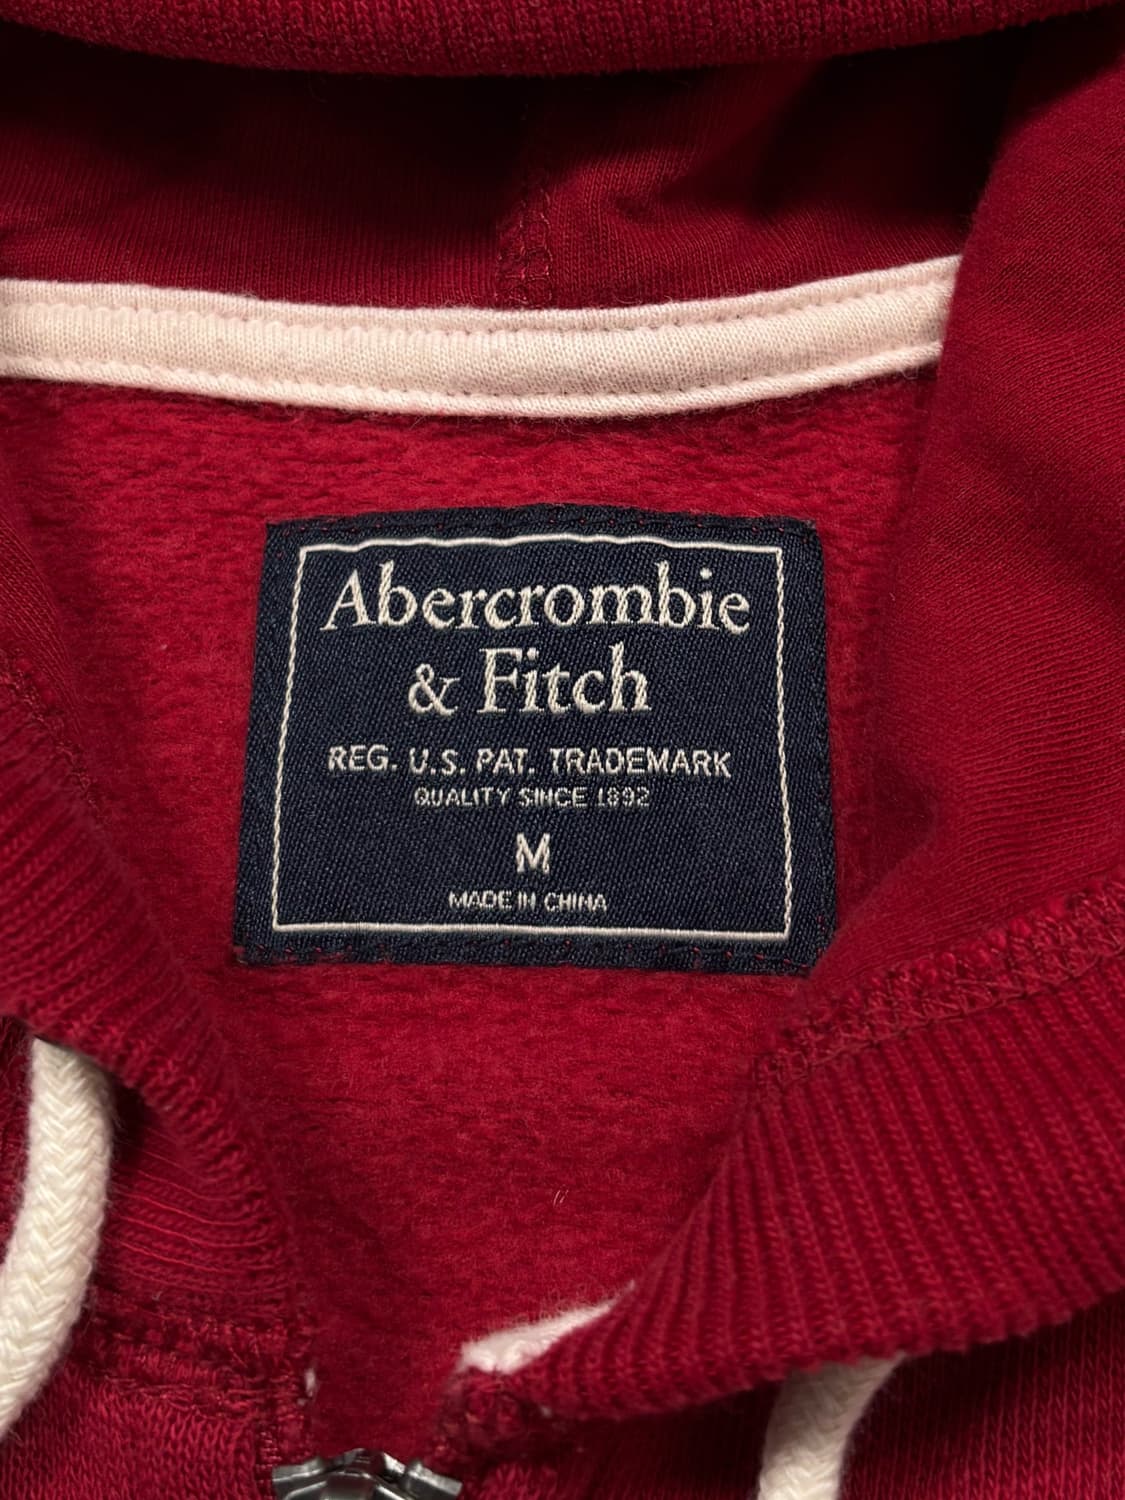 Abercrombie
& Fitch
REG. U.S. PAT. TRADEMARK
QUALITY SINCE 1892
M
MADE IN CHINA